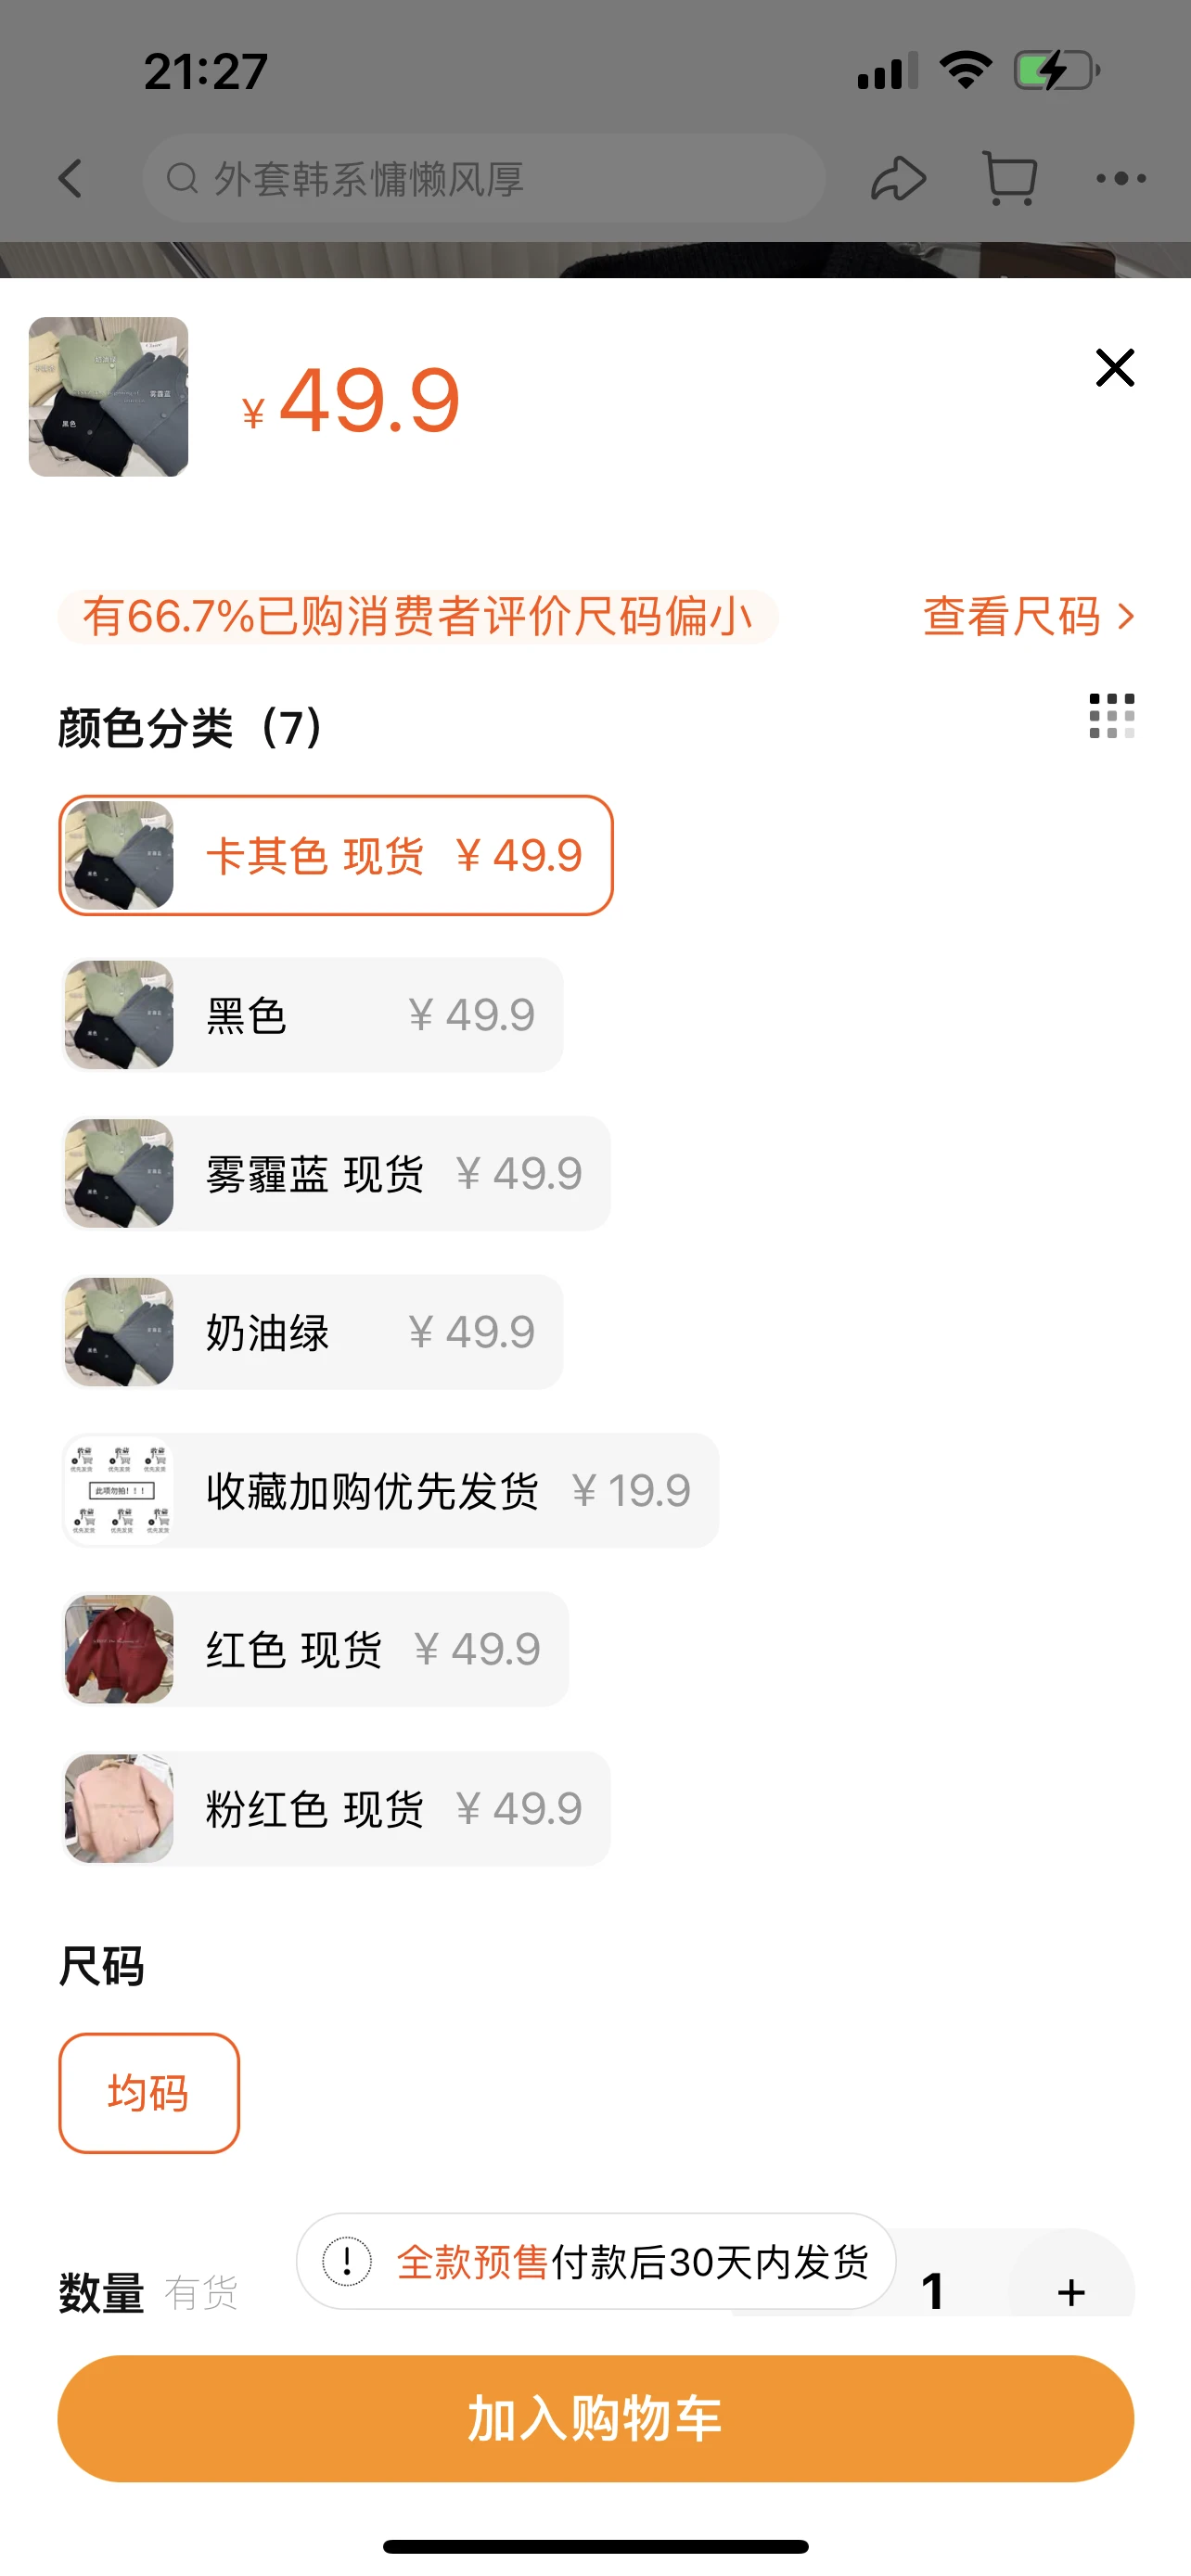 21:27
外套韩系慵懒风厚
¥ 49.9
有66.7%已购消费者评价尺码偏小
查看尺码
颜色分类（7）
卡其色 现货 ¥ 49.9
黑色 ¥ 49.9
雾霾蓝 现货 ¥ 49.9
奶油绿 ¥ 49.9
收藏加购优先发货 ¥ 19.9
此项勿拍！！！
红色 现货 ¥ 49.9
粉红色 现货 ¥ 49.9
尺码
均码
全款预售付款后30天内发货
数量 有货
1
加入购物车